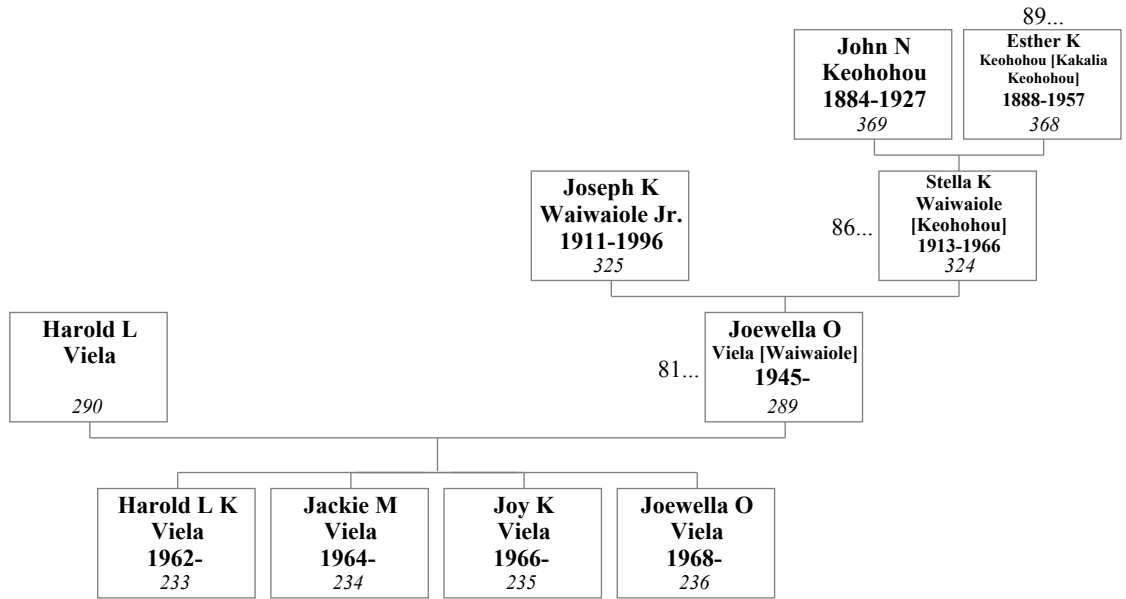 89...
John N
Keohohou
1884-1927
369
Esther K
Keohohou [Kakalia
Keohohou]
1888-1957
368
Joseph K
Waiwaiole Jr.
1911-1996
325
86...
Stella K
Waiwaiole
[Keohohou]
1913-1966
324
Harold L
Viela
290
81...
Joewella O
Viela [Waiwaiole]
1945-
289
Harold L K
Viela
1962-
233
Jackie M
Viela
1964-
234
Joy K
Viela
1966-
235
Joewella O
Viela
1968-
236